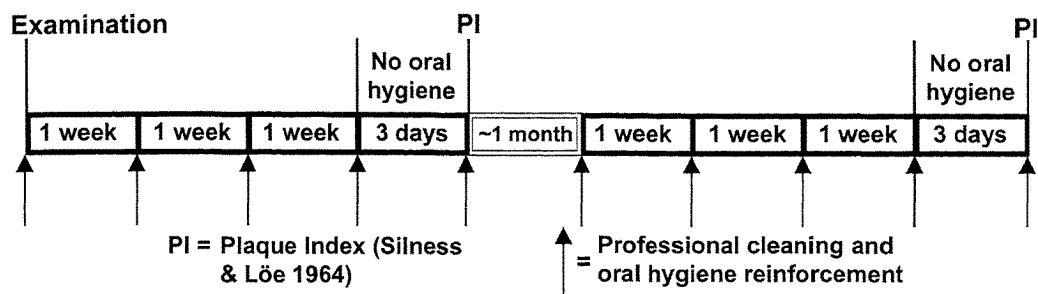 Examination PI PI
No oral No oral
hygiene hygiene
1 week 1 week 1 week 3 days ~1 month 1 week 1 week 1 week 3 days
PI = Plaque Index (Silness
& Löe 1964)
= Professional cleaning and
oral hygiene reinforcement